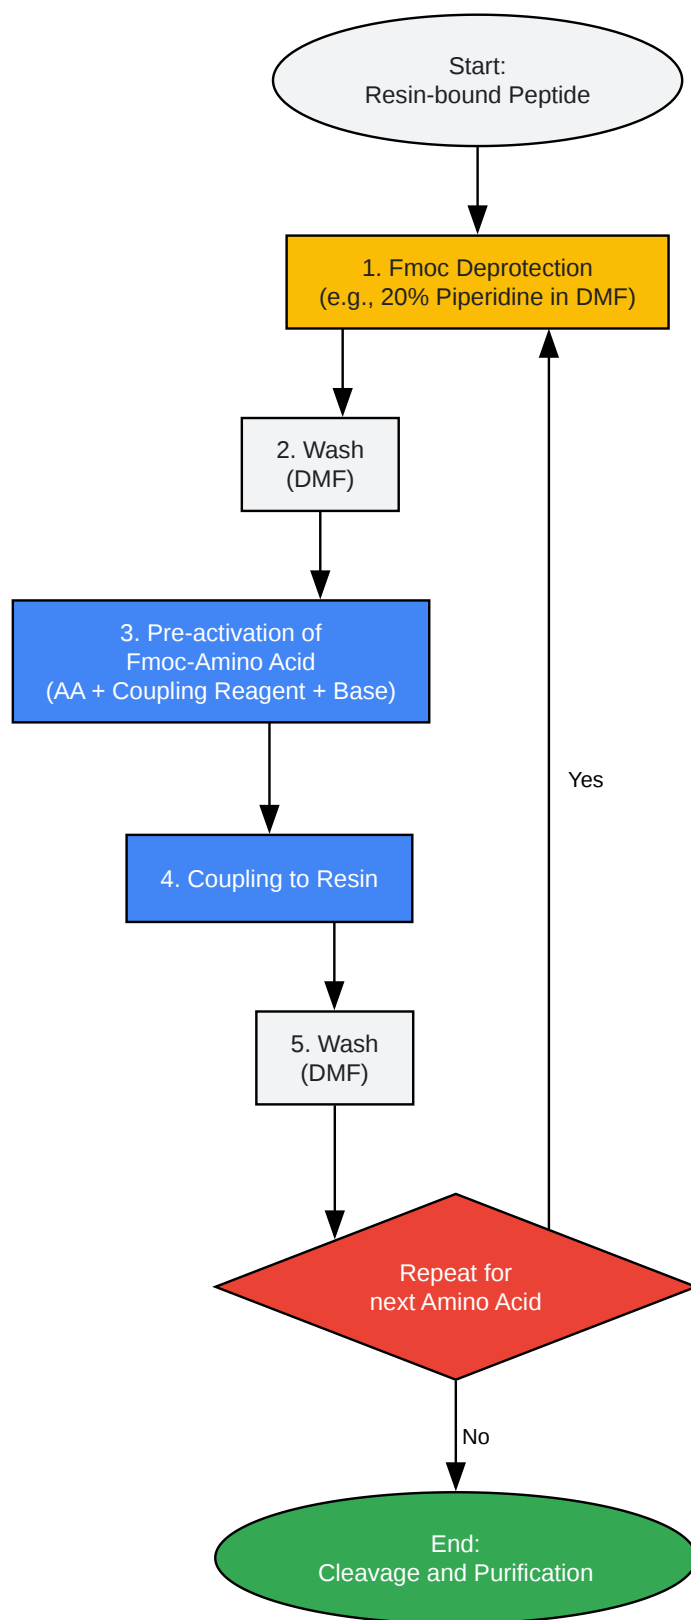 Start:
Resin-bound Peptide
1. Fmoc Deprotection
(e.g., 20% Piperidine in DMF)
2. Wash
(DMF)
3. Pre-activation of
Fmoc-Amino Acid
(AA + Coupling Reagent + Base)
Yes
4. Coupling to Resin
5. Wash
(DMF)
Repeat for
next Amino Acid
No
End:
Cleavage and Purification